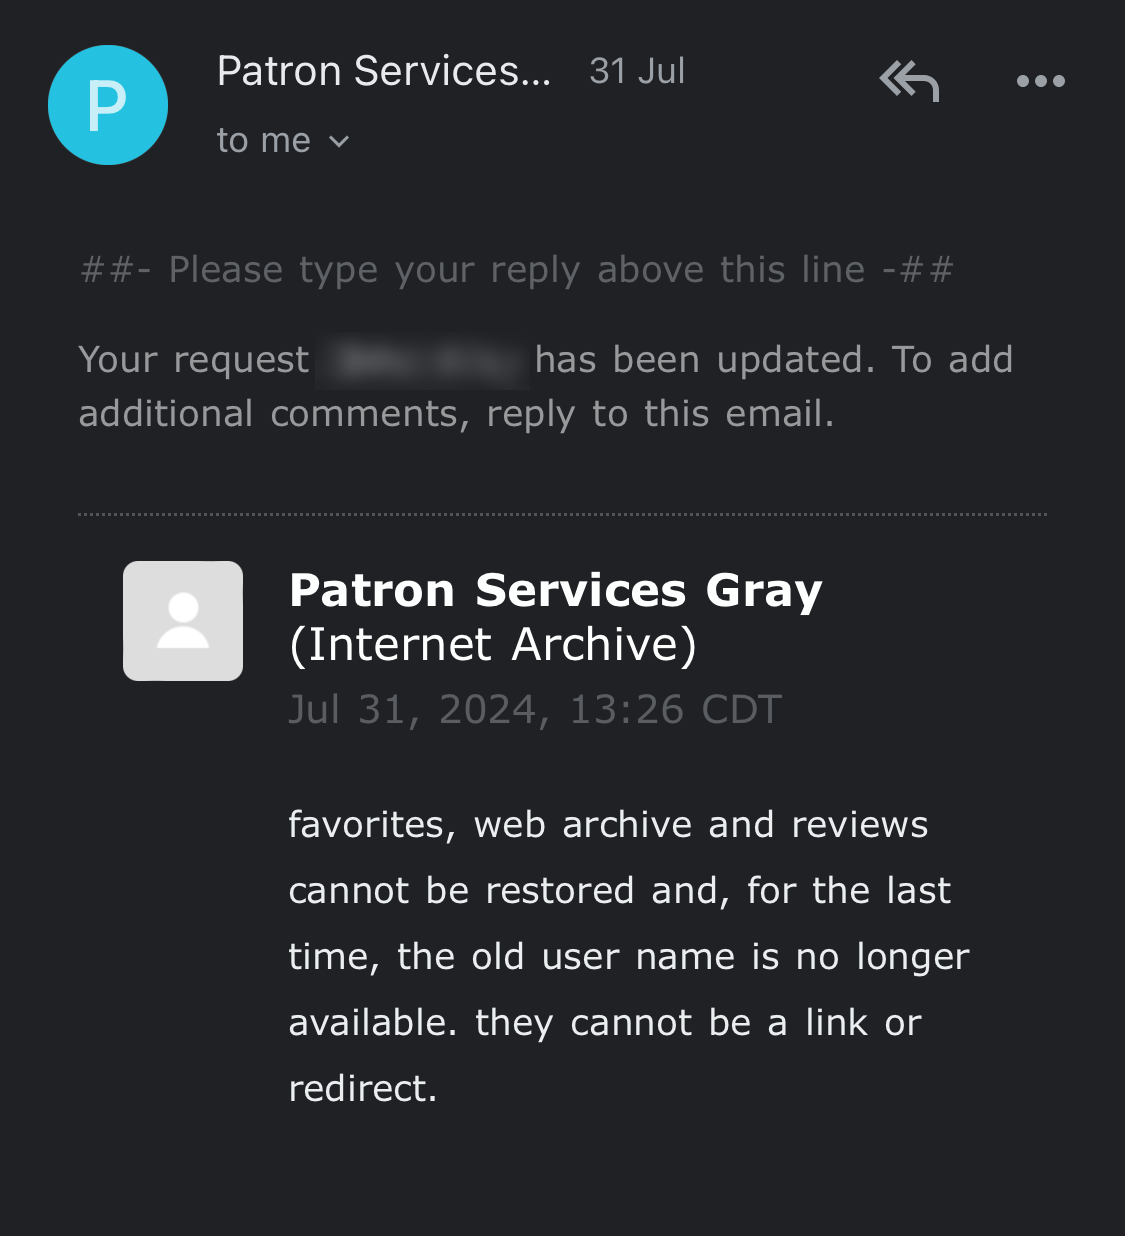 P
Patron Services... 31 Jul
to me
##- Please type your reply above this line -##
Your request has been updated. To add
additional comments, reply to this email.
Patron Services Gray
(Internet Archive)
Jul 31, 2024, 13:26 CDT
favorites, web archive and reviews
cannot be restored and, for the last
time, the old user name is no longer
available. they cannot be a link or
redirect.